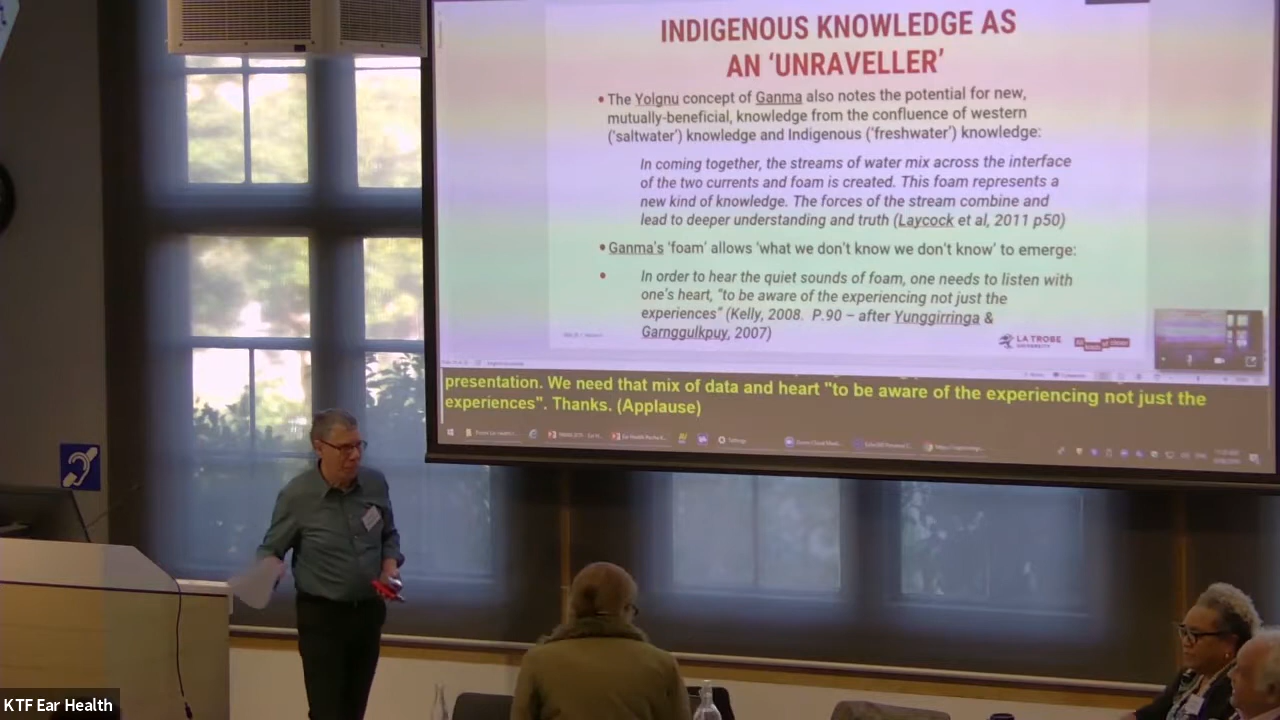 INDIGENOUS KNOWLEDGE AS
AN 'UNRAVELLER'
• The Yolgnu concept of Ganma also notes the potential for new,
mutually-beneficial, knowledge from the confluence of western
('saltwater') knowledge and Indigenous ('freshwater') knowledge:
In coming together, the streams of water mix across the interface
of the two currents and foam is created. This foam represents a
new kind of knowledge. The forces of the stream combine and
lead to deeper understanding and truth (Laycock et al, 2011 p50)
• Ganma's 'foam' allows 'what we don't know we don't know' to emerge:
• In order to hear the quiet sounds of foam, one needs to listen with
one's heart, "to be aware of the experiencing not just the
experiences" (Kelly, 2008. P.90 – after Yunggirringa &
Garnggulkpuy, 2007)
LA TROBE
UNIVERSITY
presentation. We need that mix of data and heart "to be aware of the experiencing not just the
experiences". Thanks. (Applause)
Settings
KTF Ear Health